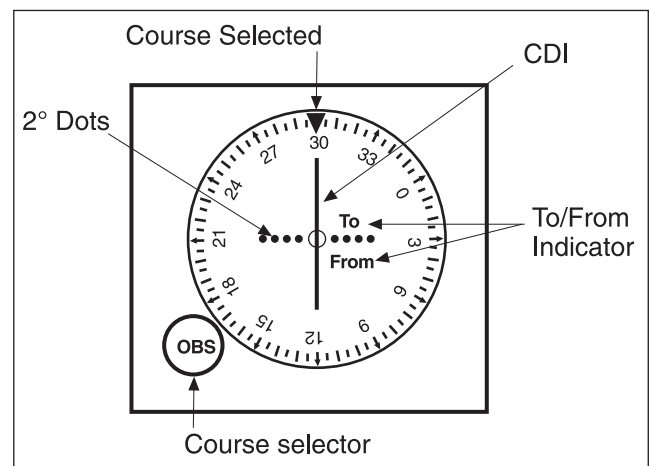 Course Selected
CDI
2° Dots
30
33
0
3
6
9
12
15
18
21
24
27
To
From
To/From
Indicator
OBS
Course selector